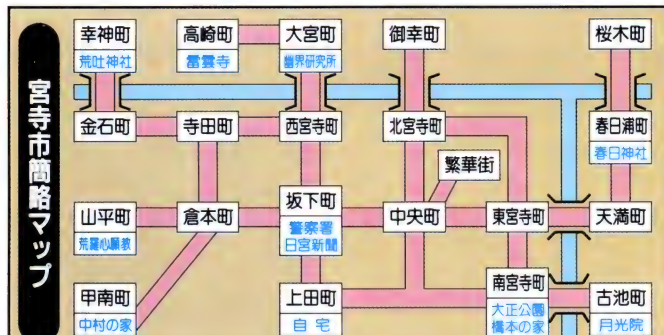 宮寺市簡略マップ
幸神町
荒吐神社
高崎町
雷雲寺
大宮町
幽界研究所
御幸町
桜木町
金石町
寺田町
西宮寺町
北宮寺町
春日浦町
春日神社
繁華街
山平町
荒羅心願教
倉本町
坂下町
警察署
日宮新聞
中央町
東宮寺町
天満町
甲南町
中村の家
上田町
自宅
南宮寺町
大正公園
橋本の家
古池町
月光院